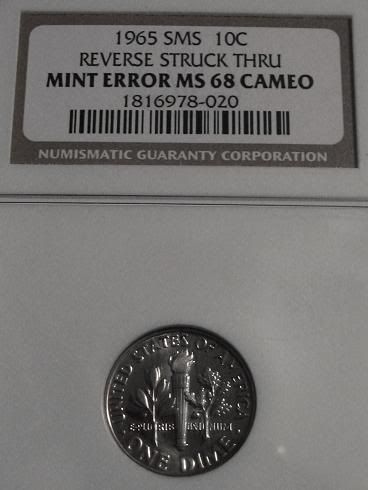 1965 SMS 10C
REVERSE STRUCK THRU
MINT ERROR MS 68 CAMEO
1816978-020
NUMISMATIC GUARANTY CORPORATION
UNITED STATES OF AMERICA
E·PLURIBUS UNUM
ONE DIME